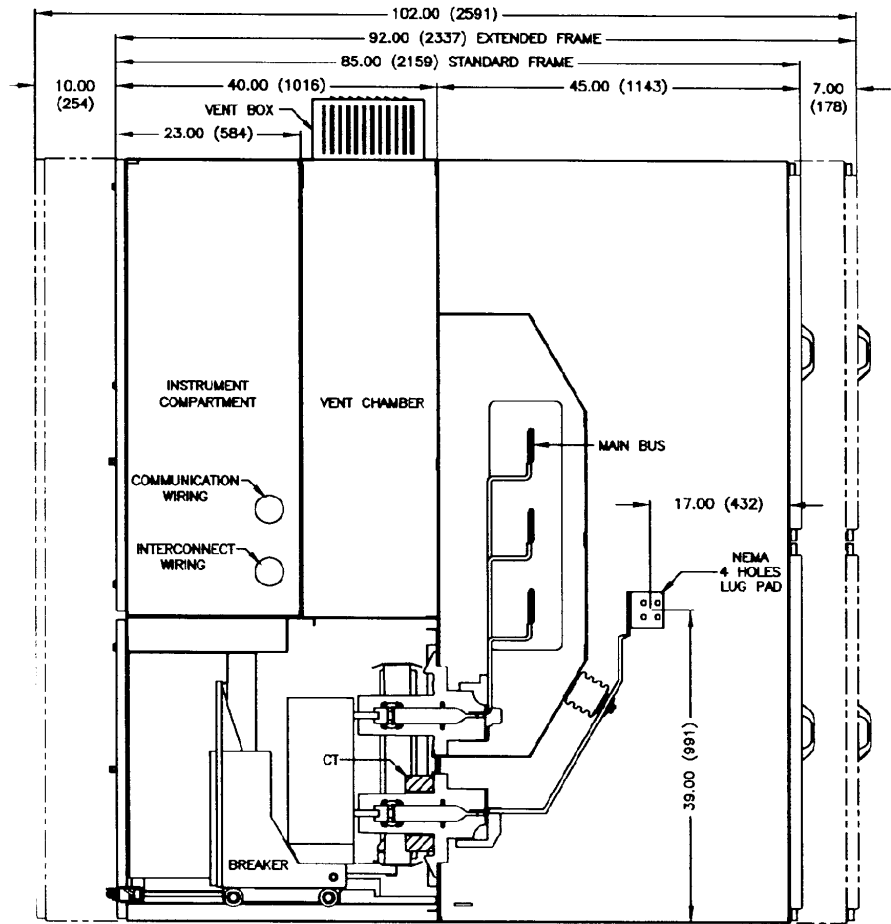 102.00 (2591)
92.00 (2337) EXTENDED FRAME
85.00 (2159) STANDARD FRAME
10.00
(254)
40.00 (1016)
45.00 (1143)
7.00
(178)
VENT BOX
23.00 (584)
INSTRUMENT
COMPARTMENT
VENT CHAMBER
MAIN BUS
COMMUNICATION
WIRING
17.00 (432)
INTERCONNECT
WIRING
NEMA
4 HOLES
LUG PAD
CT
39.00 (991)
BREAKER